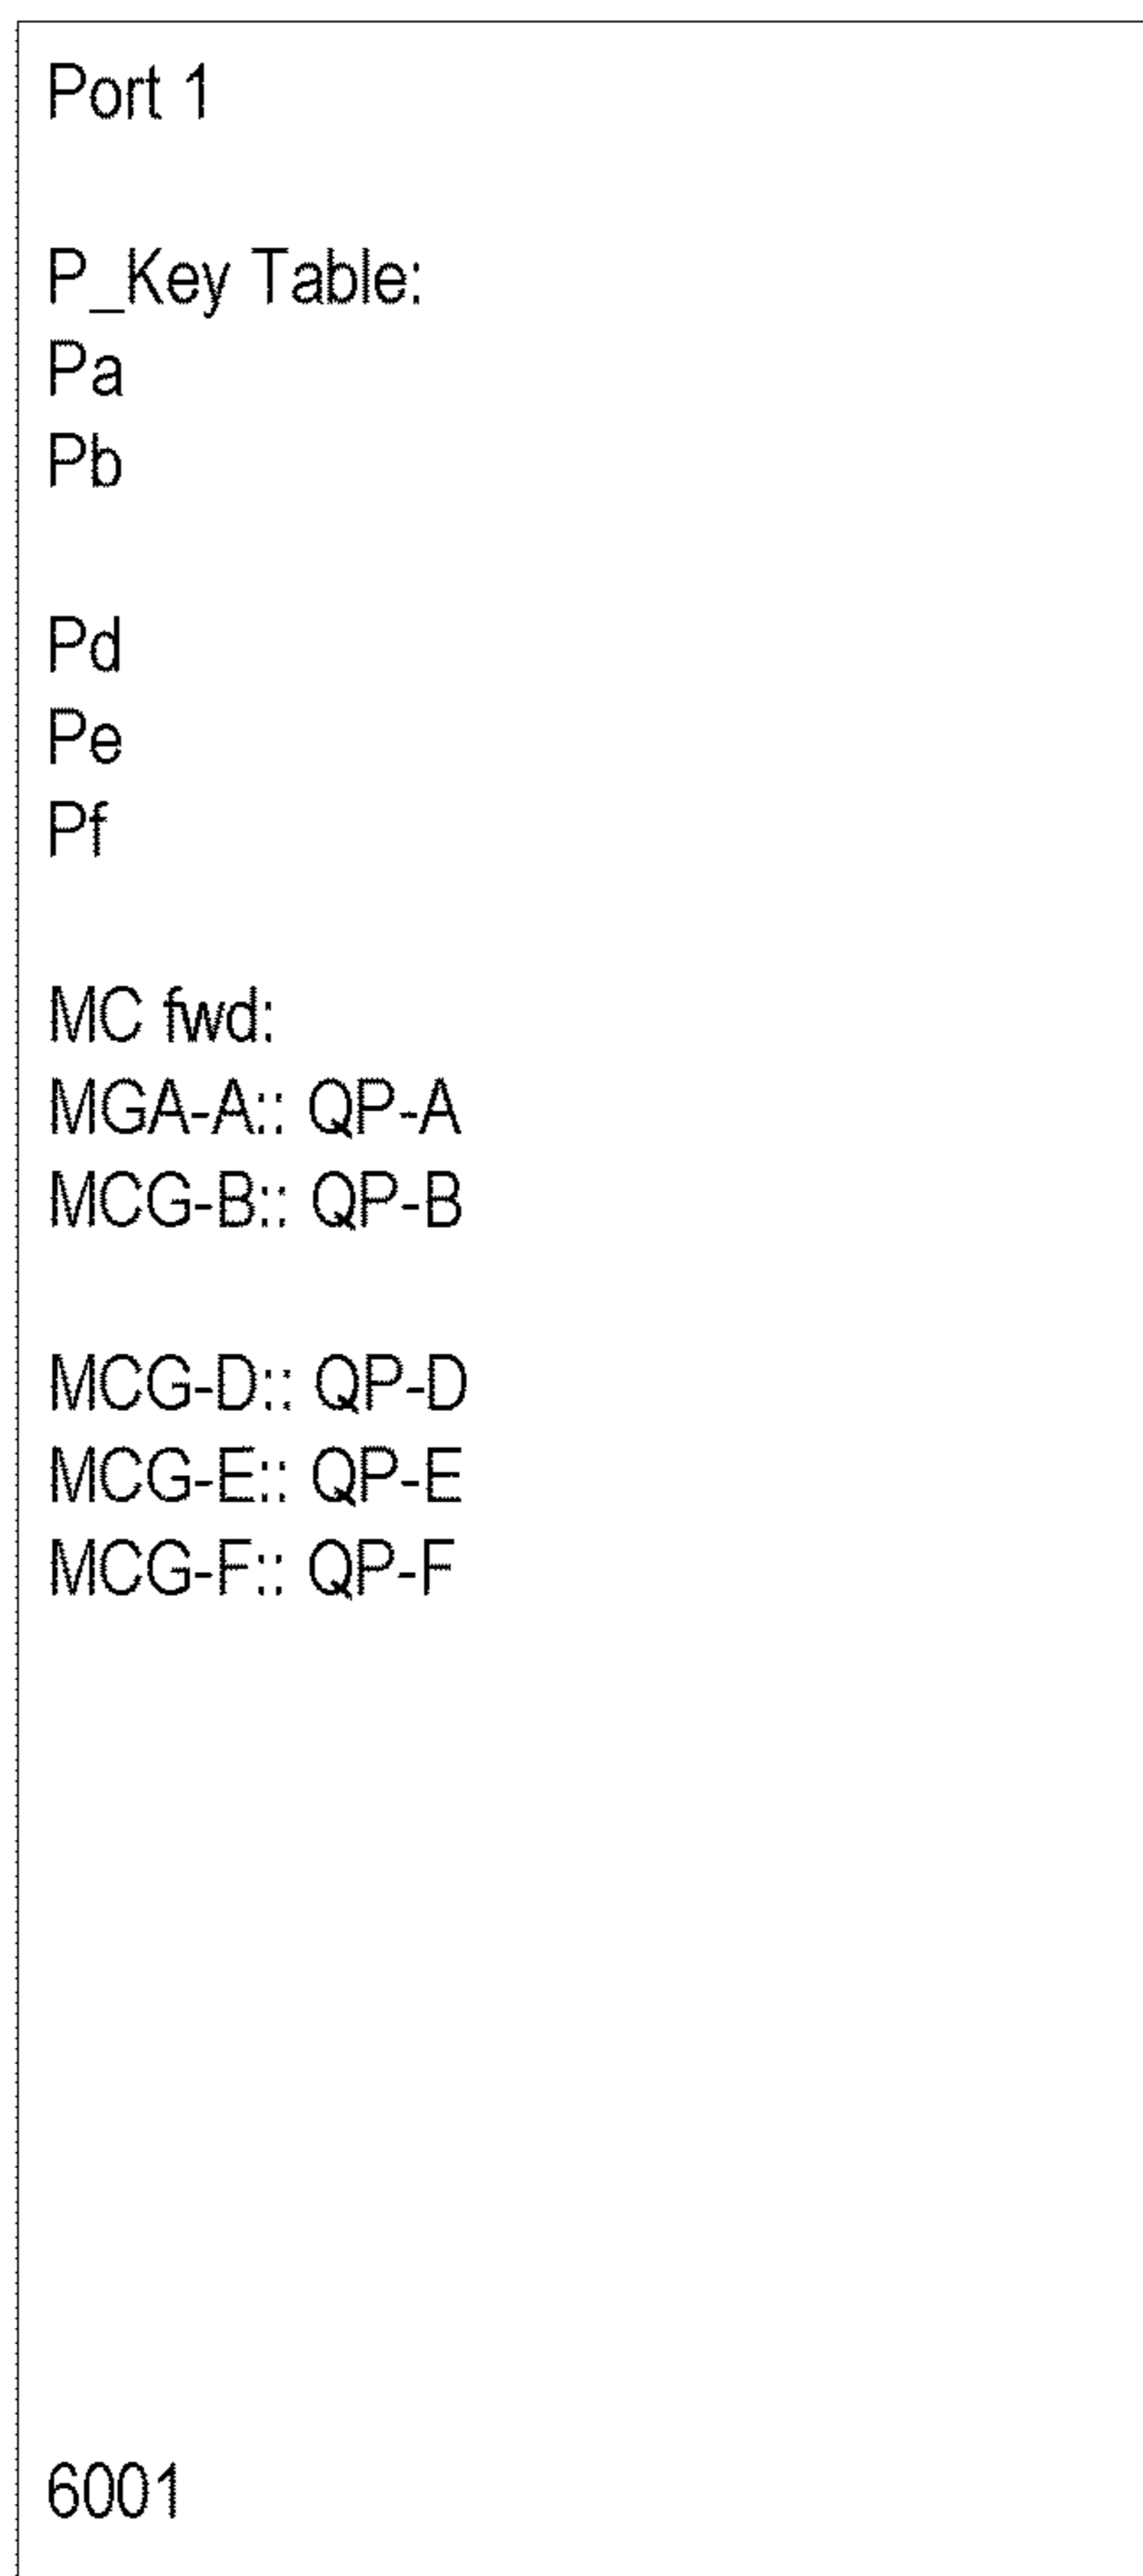 Port 1
P_Key Table:
Pa
Pb
Pd
Pe
Pf
MC fwd:
MGA-A:: QP-A
MCG-B:: QP-B
MCG-D:: QP-D
MCG-E:: QP-E
MCG-F:: QP-F
6001